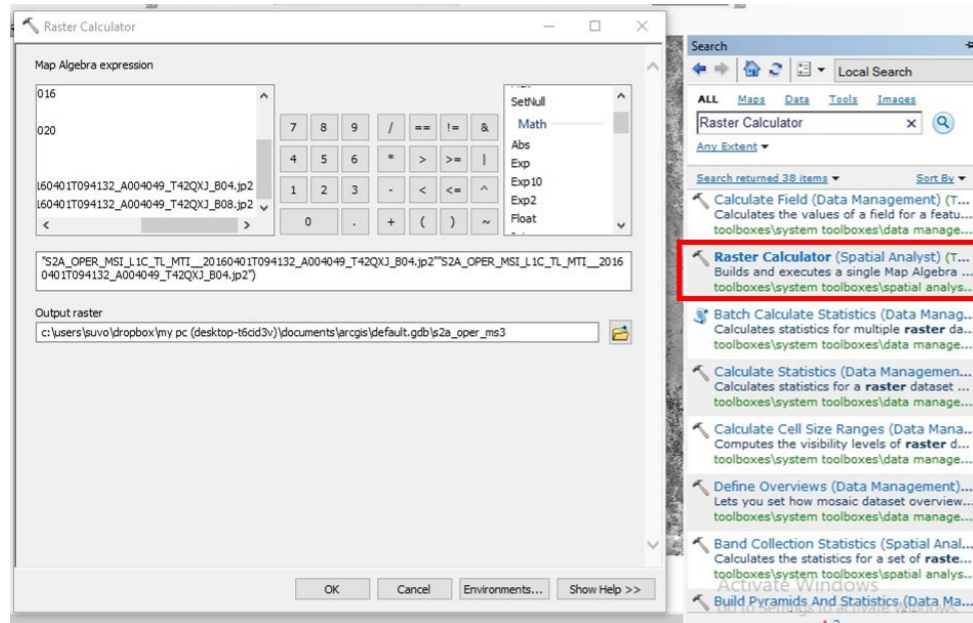 Raster Calculator
Map Algebra expression
016
020
160401T094132_A004049_T42QXJ_B04.jp2
160401T094132_A004049_T42QXJ_B08.jp2
7 8 9 / == != &
4 5 6 * > >= |
1 2 3 - < <= ^
0 . + ( ) ~
SetNull
Math
Abs
Exp
Exp10
Exp2
Float
"S2A_OPER_MSI_L1C_TL_MTI__20160401T094132_A004049_T42QXJ_B04.jp2""S2A_OPER_MSI_L1C_TL_MTI__2016
0401T094132_A004049_T42QXJ_B04.jp2")
Output raster
c:\users\suvo\dropbox\my pc (desktop-t6cid3v)\documents\arcgis\default.gdb\s2a_oper_ms3
OK Cancel Environments... Show Help >>
Search
Local Search
ALL Maps Data Tools Images
Raster Calculator
Any Extent
Search returned 38 items Sort By
Calculate Field (Data Management) (T...
Calculates the values of a field for a featu...
toolboxes\system toolboxes\data manage...
Raster Calculator (Spatial Analyst) (T...
Builds and executes a single Map Algebra ...
toolboxes\system toolboxes\spatial analys...
Batch Calculate Statistics (Data Manag...
Calculates statistics for multiple raster da...
toolboxes\system toolboxes\data manage...
Calculate Statistics (Data Managemen...
Calculates statistics for a raster dataset ...
toolboxes\system toolboxes\data manage...
Calculate Cell Size Ranges (Data Mana...
Computes the visibility levels of raster d...
toolboxes\system toolboxes\data manage...
Define Overviews (Data Management)...
Lets you set how mosaic dataset overview...
toolboxes\system toolboxes\data manage...
Band Collection Statistics (Spatial Anal...
Calculates the statistics for a set of raste...
toolboxes\system toolboxes\spatial analys...
Activate Windows
Build Pyramids And Statistics (Data Ma...
Go to Settings to activate Windows.